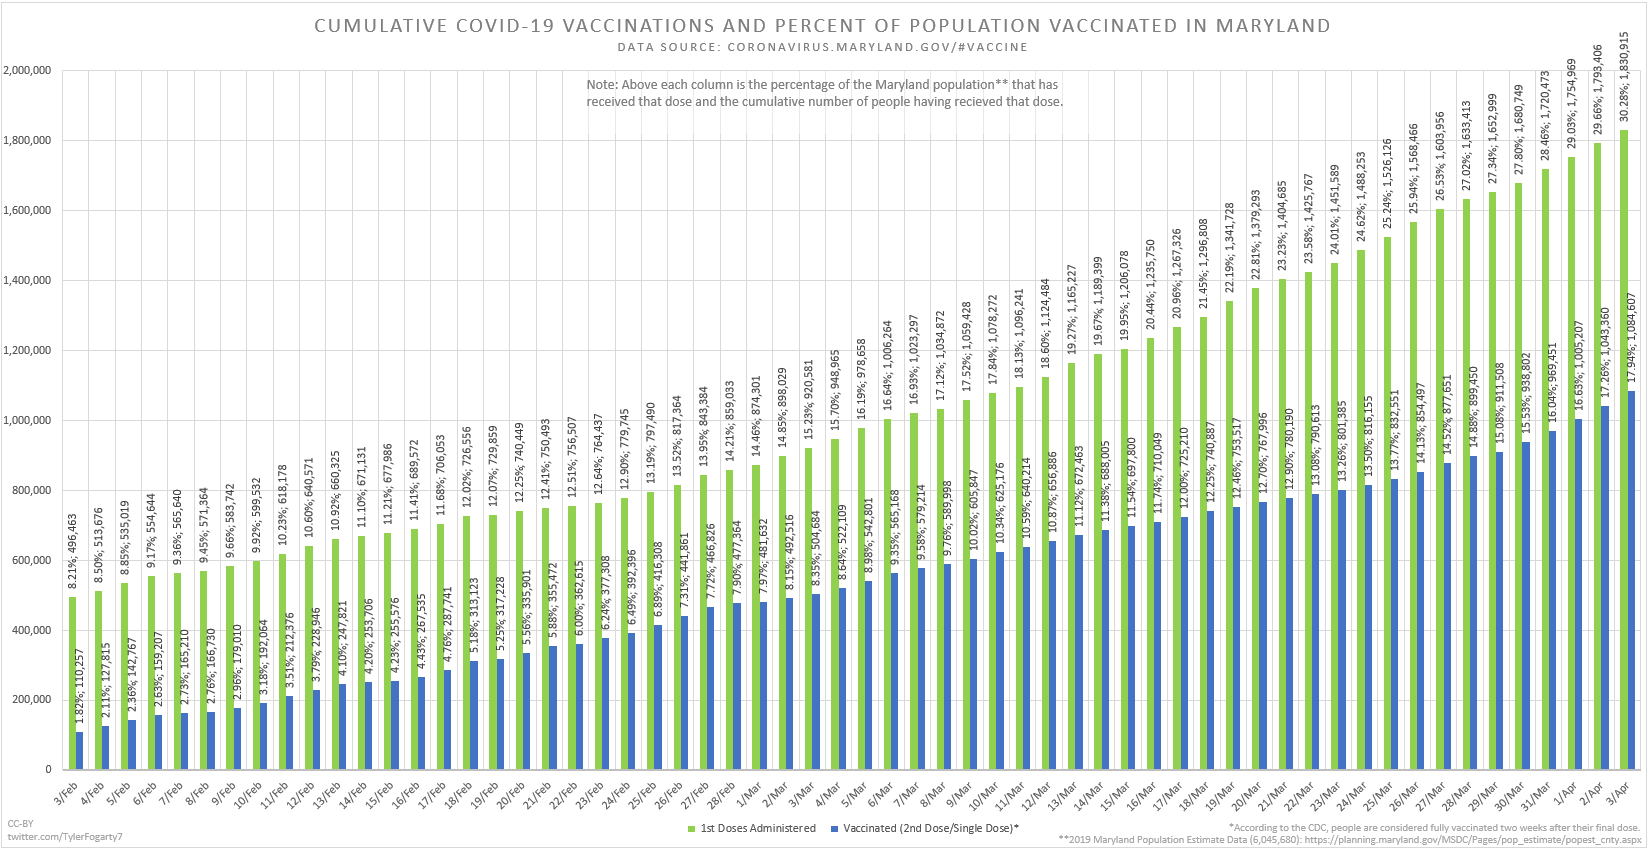 CUMULATIVE COVID-19 VACCINATIONS AND PERCENT OF POPULATION VACCINATED IN MARYLAND
DATA SOURCE: CORONAVIRUS.MARYLAND.GOV/#VACCINE
Note: Above each column is the percentage of the Maryland population** that has
received that dose and the cumulative number of people having recieved that dose.
2,000,000
1,800,000
1,600,000
1,400,000
1,200,000
1,000,000
800,000
600,000
400,000
200,000
0
8.21%; 496,463
1.82%; 110,257
8.50%; 513,676
2.11%; 127,815
8.85%; 535,019
2.36%; 142,767
9.17%; 554,644
2.63%; 159,207
9.36%; 565,640
2.73%; 165,210
9.45%; 571,364
2.76%; 166,730
9.66%; 583,742
2.96%; 179,010
9.92%; 599,532
3.18%; 192,064
10.23%; 618,178
3.51%; 212,376
10.60%; 640,571
3.79%; 228,946
10.92%; 660,325
4.10%; 247,821
11.10%; 671,131
4.20%; 253,706
11.21%; 677,986
4.23%; 255,576
11.41%; 689,572
4.43%; 267,535
11.68%; 706,053
4.76%; 287,741
12.02%; 726,556
5.18%; 313,123
12.07%; 729,859
5.25%; 317,228
12.25%; 740,449
5.56%; 335,901
12.41%; 750,493
5.88%; 355,472
12.51%; 756,507
6.00%; 362,615
12.64%; 764,437
6.24%; 377,308
12.90%; 779,745
6.49%; 392,396
13.19%; 797,490
6.89%; 416,308
13.52%; 817,364
7.31%; 441,861
13.95%; 843,384
7.72%; 466,826
14.21%; 859,033
7.90%; 477,364
14.46%; 874,301
7.97%; 481,632
14.85%; 898,029
8.15%; 492,516
15.23%; 920,581
8.35%; 504,684
15.70%; 948,965
8.64%; 522,109
16.19%; 978,658
8.98%; 542,801
16.64%; 1,006,264
9.35%; 565,168
16.93%; 1,023,297
9.58%; 579,214
17.12%; 1,034,872
9.76%; 589,998
17.52%; 1,059,428
10.02%; 605,847
17.84%; 1,078,272
10.34%; 625,176
18.13%; 1,096,241
10.59%; 640,214
18.60%; 1,124,484
10.87%; 656,886
19.27%; 1,165,227
11.12%; 672,463
19.67%; 1,189,399
11.38%; 688,005
19.95%; 1,206,078
11.54%; 697,800
20.44%; 1,235,750
11.74%; 710,049
20.96%; 1,267,326
12.00%; 725,210
21.45%; 1,296,808
12.25%; 740,887
22.19%; 1,341,728
12.46%; 753,517
22.81%; 1,379,293
12.70%; 767,996
23.23%; 1,404,685
12.90%; 780,190
23.58%; 1,425,767
13.08%; 790,613
24.01%; 1,451,589
13.26%; 801,385
24.62%; 1,488,253
13.50%; 816,155
25.24%; 1,526,126
13.77%; 832,551
25.94%; 1,568,466
14.13%; 854,497
26.53%; 1,603,956
14.52%; 877,651
27.02%; 1,633,413
14.88%; 899,450
27.34%; 1,652,999
15.08%; 911,508
27.80%; 1,680,749
15.53%; 938,802
28.46%; 1,720,473
16.04%; 969,451
29.03%; 1,754,969
16.63%; 1,005,207
29.66%; 1,793,406
17.26%; 1,043,360
30.28%; 1,830,915
17.94%; 1,084,607
3/Feb
4/Feb
5/Feb
6/Feb
7/Feb
8/Feb
9/Feb
10/Feb
11/Feb
12/Feb
13/Feb
14/Feb
15/Feb
16/Feb
17/Feb
18/Feb
19/Feb
20/Feb
21/Feb
22/Feb
23/Feb
24/Feb
25/Feb
26/Feb
27/Feb
28/Feb
1/Mar
2/Mar
3/Mar
4/Mar
5/Mar
6/Mar
7/Mar
8/Mar
9/Mar
10/Mar
11/Mar
12/Mar
13/Mar
14/Mar
15/Mar
16/Mar
17/Mar
18/Mar
19/Mar
20/Mar
21/Mar
22/Mar
23/Mar
24/Mar
25/Mar
26/Mar
27/Mar
28/Mar
29/Mar
30/Mar
31/Mar
1/Apr
2/Apr
3/Apr
CC-BY
twitter.com/TylerFogarty7
1st Doses Administered
Vaccinated (2nd Dose/Single Dose)*
*According to the CDC, people are considered fully vaccinated two weeks after their final dose.
**2019 Maryland Population Estimate Data (6,045,680): https://planning.maryland.gov/MSDC/Pages/pop_estimate/popest_cnty.aspx